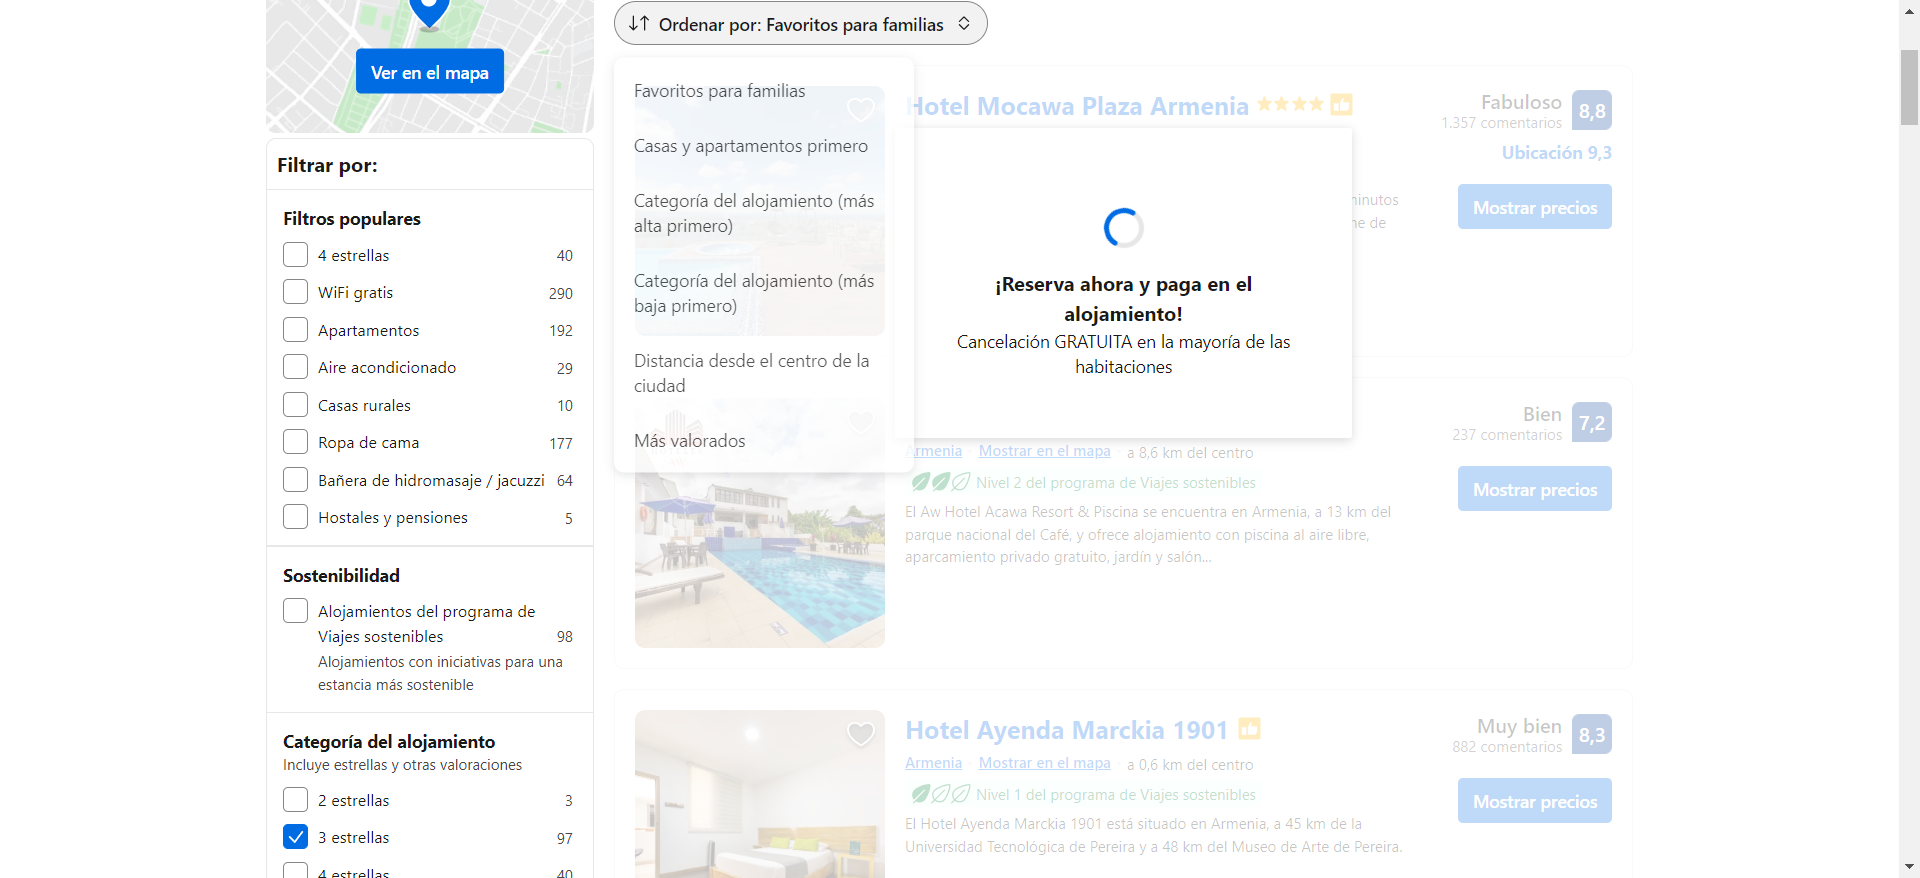 Ver en el mapa
Filtrar por:
Filtros populares
4 estrellas 40
WiFi gratis 290
Apartamentos 192
Aire acondicionado 29
Casas rurales 10
Ropa de cama 177
Bañera de hidromasaje / jacuzzi 64
Hostales y pensiones 5
Sostenibilidad
Alojamientos del programa de
Viajes sostenibles 98
Alojamientos con iniciativas para una
estancia más sostenible
Categoría del alojamiento
Incluye estrellas y otras valoraciones
2 estrellas 3
3 estrellas 97
4 estrellas 40
Ordenar por: Favoritos para familias
Favoritos para familias
Casas y apartamentos primero
Categoría del alojamiento (más
alta primero)
Categoría del alojamiento (más
baja primero)
Distancia desde el centro de la
ciudad
Más valorados
Hotel Mocawa Plaza Armenia
Fabuloso 8,8
1.357 comentarios
Ubicación 9,3
Mostrar precios
¡Reserva ahora y paga en el
alojamiento!
Cancelación GRATUITA en la mayoría de las
habitaciones
Bien 7,2
237 comentarios
Mostrar precios
Armenia Mostrar en el mapa a 8,6 km del centro
Nivel 2 del programa de Viajes sostenibles
El Aw Hotel Acawa Resort & Piscina se encuentra en Armenia, a 13 km del
parque nacional del Café, y ofrece alojamiento con piscina al aire libre,
aparcamiento privado gratuito, jardín y salón...
Hotel Ayenda Marckia 1901
Muy bien 8,3
882 comentarios
Armenia Mostrar en el mapa a 0,6 km del centro
Nivel 1 del programa de Viajes sostenibles
Mostrar precios
El Hotel Ayenda Marckia 1901 está situado en Armenia, a 45 km de la
Universidad Tecnológica de Pereira y a 48 km del Museo de Arte de Pereira.